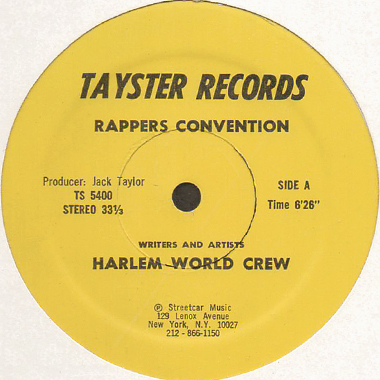 TAYSTER RECORDS
RAPPERS CONVENTION
Producer: Jack Taylor
TS 5400
STEREO 33⅓
SIDE A
Time 6'26"
WRITERS AND ARTISTS
HARLEM WORLD CREW
℗ Streetcar Music
129 Lenox Avenue
New York, N.Y. 10027
212 - 866-1150